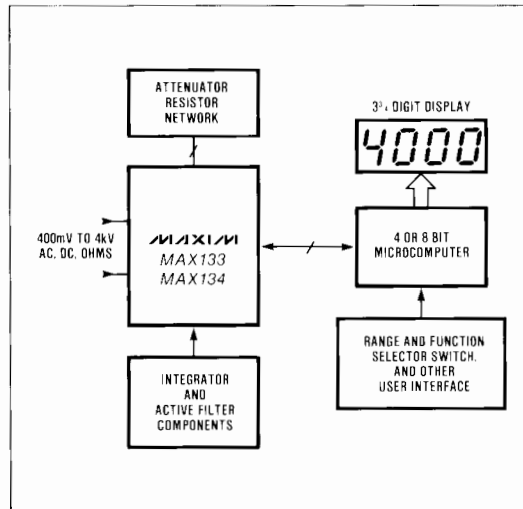 ATTENUATOR
RESISTOR
NETWORK
3¾ DIGIT DISPLAY
4000
400mV TO 4kV
AC, DC, OHMS
MAXIM
MAX133
MAX134
4 OR 8 BIT
MICROCOMPUTER
INTEGRATOR
AND
ACTIVE FILTER
COMPONENTS
RANGE AND FUNCTION
SELECTOR SWITCH,
AND OTHER
USER INTERFACE